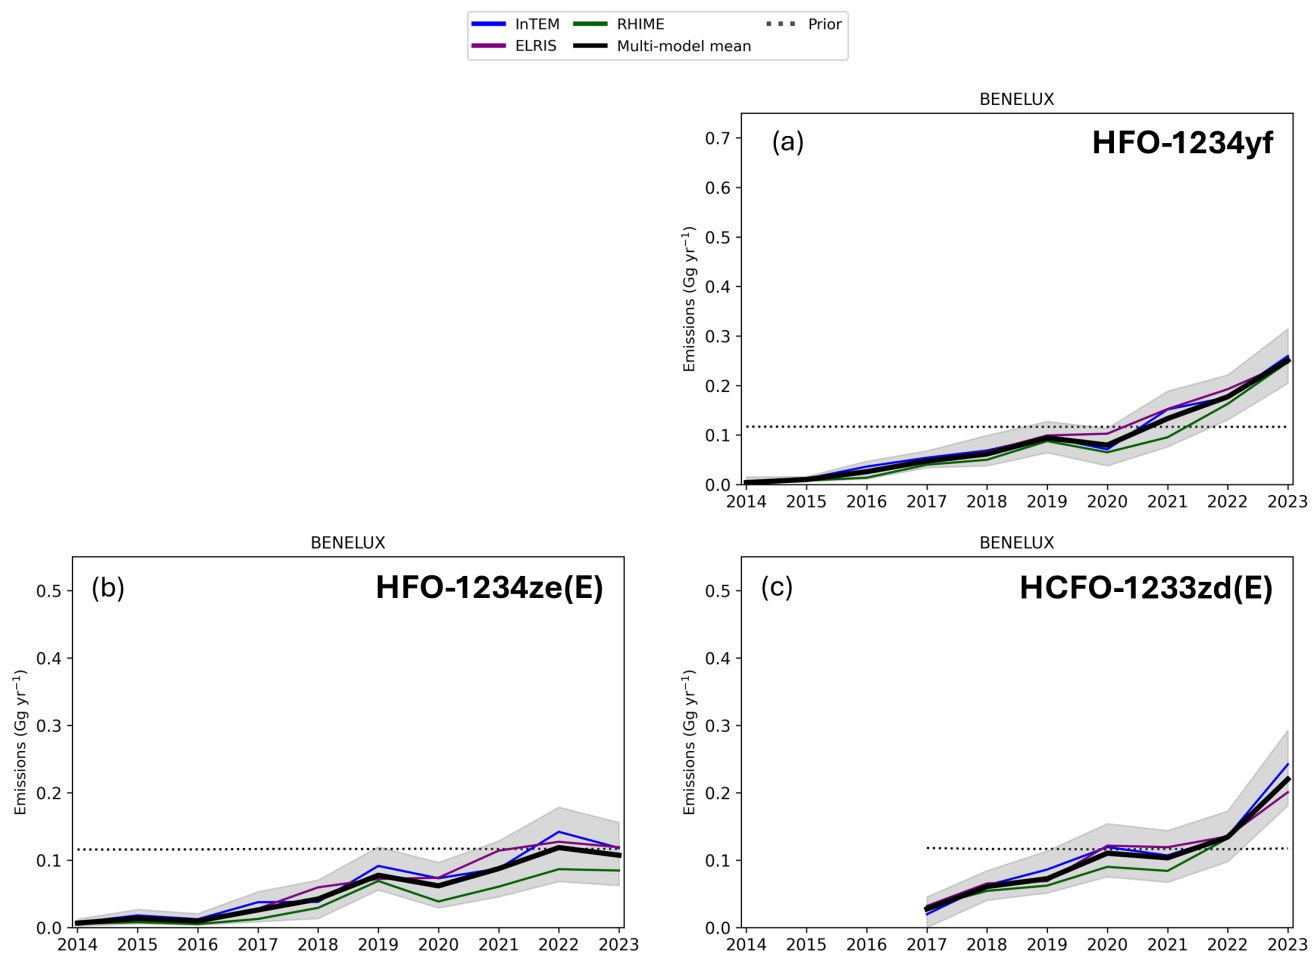 InTEM RHIME Prior
ELRIS Multi-model mean
BENELUX
(a) HFO-1234yf
Emissions (Gg yr⁻¹)
0.7
0.6
0.5
0.4
0.3
0.2
0.1
0.0
2014 2015 2016 2017 2018 2019 2020 2021 2022 2023
BENELUX
(b) HFO-1234ze(E)
Emissions (Gg yr⁻¹)
0.5
0.4
0.3
0.2
0.1
0.0
2014 2015 2016 2017 2018 2019 2020 2021 2022 2023
BENELUX
(c) HCFO-1233zd(E)
Emissions (Gg yr⁻¹)
0.5
0.4
0.3
0.2
0.1
0.0
2014 2015 2016 2017 2018 2019 2020 2021 2022 2023